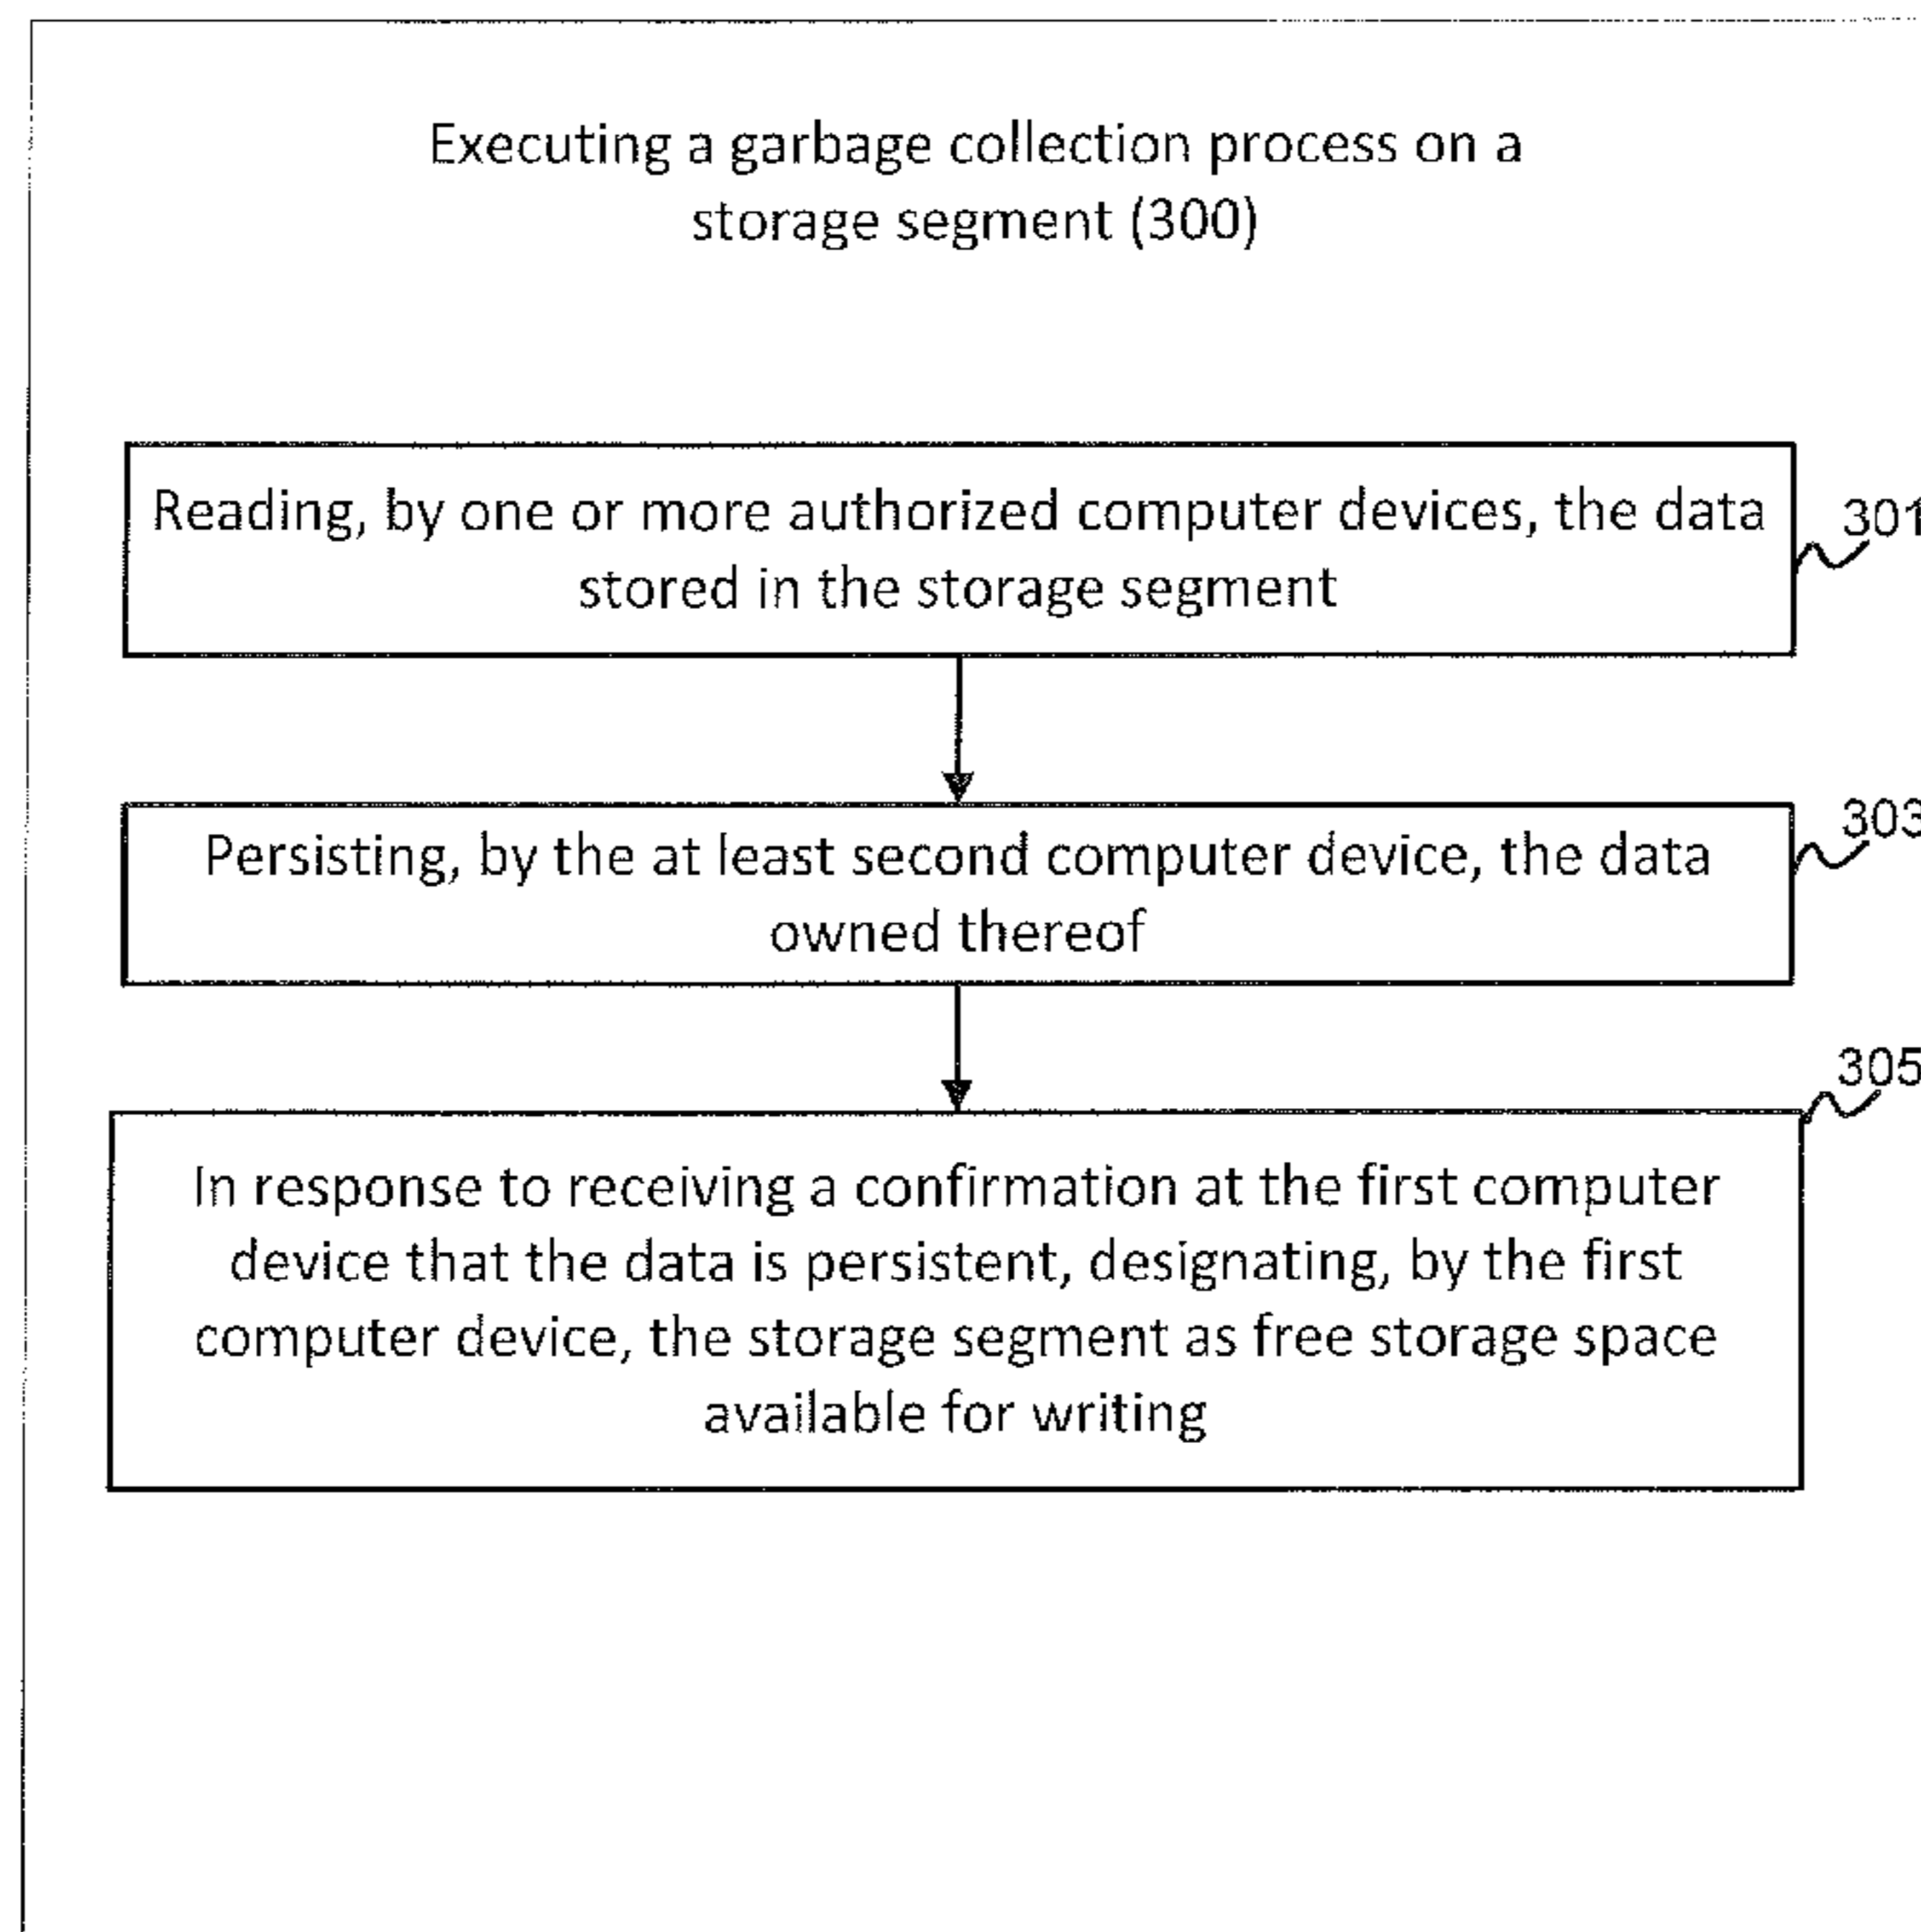 Executing a garbage collection process on a
storage segment (300)
Reading, by one or more authorized computer devices, the data
stored in the storage segment
301
Persisting, by the at least second computer device, the data
owned thereof
303
305
In response to receiving a confirmation at the first computer
device that the data is persistent, designating, by the first
computer device, the storage segment as free storage space
available for writing